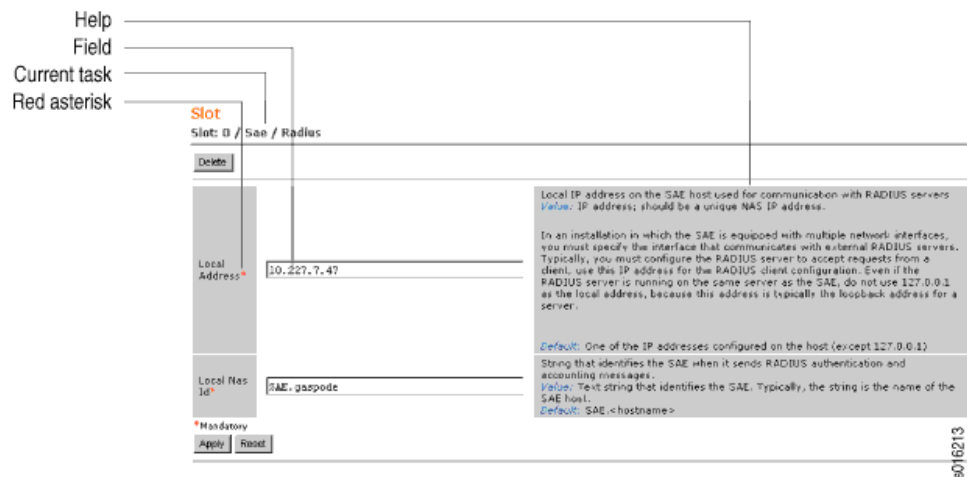 Help
Field
Current task
Red asterisk
Slot
Slot: 0 / Sae / Radius
Delete
Local
Address*
10.227.7.47
Local IP address on the SAE host used for communication with RADIUS servers
Value: IP address; should be a unique NAS IP address.
In an installation in which the SAE is equipped with multiple network interfaces,
you must specify the interface that communicates with external RADIUS servers.
Typically, you must configure the RADIUS server to accept requests from a
client, use this IP address for the RADIUS client configuration. Even if the
RADIUS server is running on the same server as the SAE, do not use 127.0.0.1
as the local address, because this address is typically the loopback address for a
server.
Default: One of the IP addresses configured on the host (except 127.0.0.1)
Local Nas
Id*
SAE.gaspode
String that identifies the SAE when it sends RADIUS authentication and
accounting messages.
Value: Text string that identifies the SAE. Typically, the string is the name of the
SAE host.
Default: SAE.<hostname>
*Mandatory
Apply
Reset
s016213